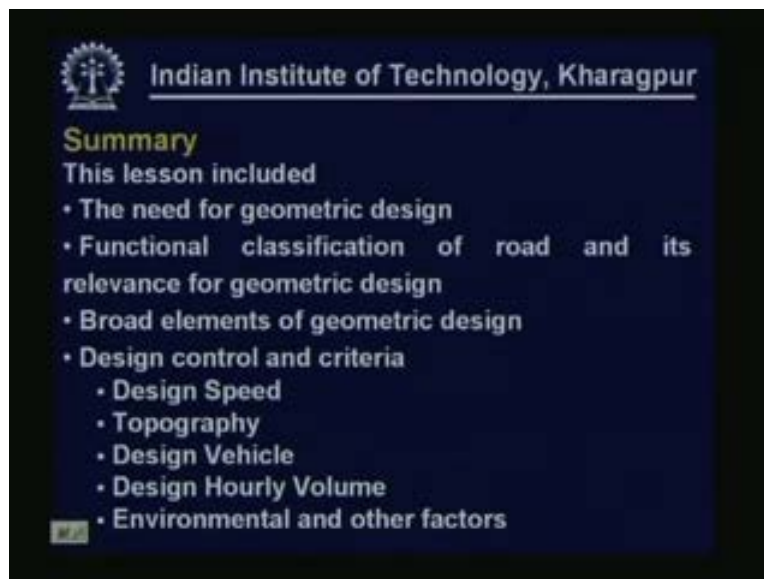 Indian Institute of Technology, Kharagpur
Summary
This lesson included
• The need for geometric design
• Functional classification of road and its
relevance for geometric design
• Broad elements of geometric design
• Design control and criteria
• Design Speed
• Topography
• Design Vehicle
• Design Hourly Volume
• Environmental and other factors